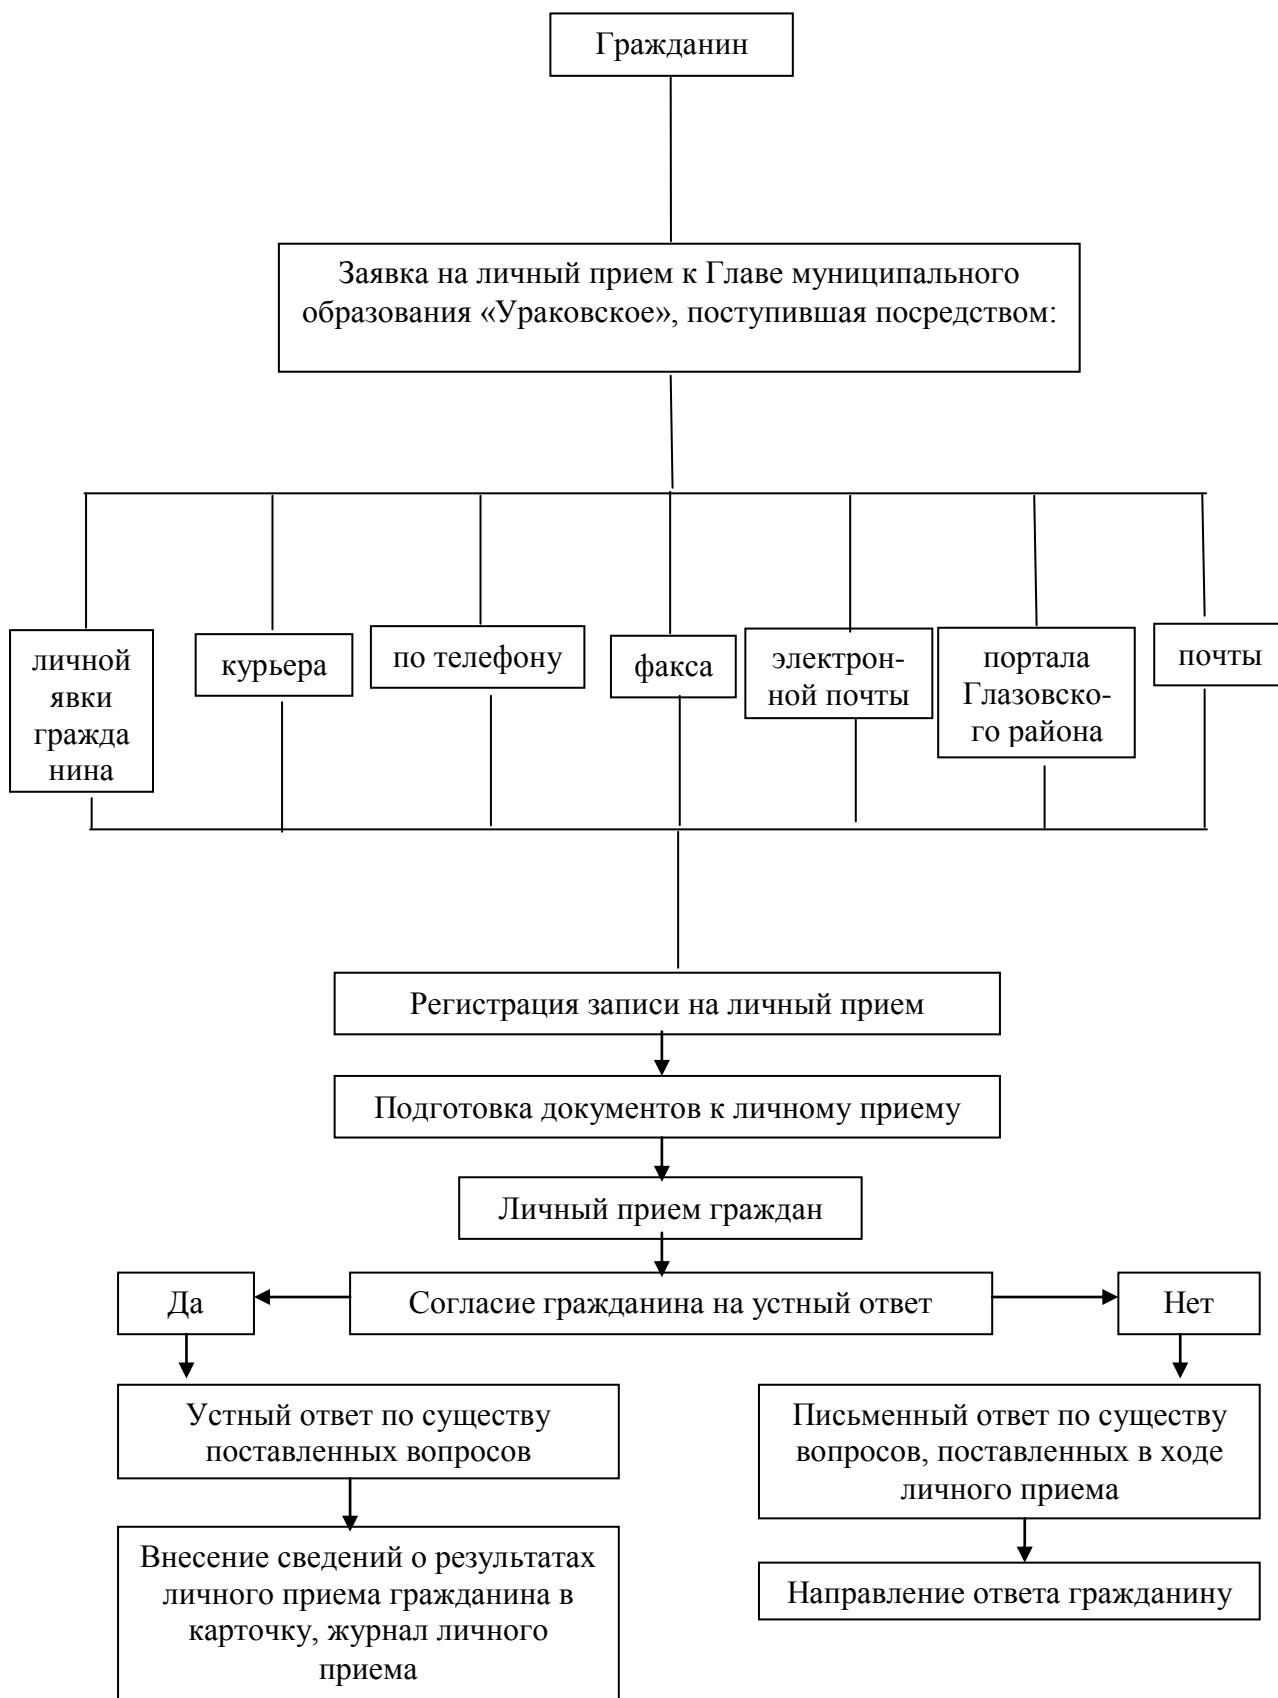 Гражданин
Заявка на личный прием к Главе муниципального
образования «Ураковское», поступившая посредством:
личной
явки
гражда
нина
курьера
по телефону
факса
электрон-
ной почты
портала
Глазовско-
го района
почты
Регистрация записи на личный прием
Подготовка документов к личному приему
Личный прием граждан
Да
Согласие гражданина на устный ответ
Нет
Устный ответ по существу
поставленных вопросов
Письменный ответ по существу
вопросов, поставленных в ходе
личного приема
Внесение сведений о результатах
личного приема гражданина в
карточку, журнал личного
приема
Направление ответа гражданину